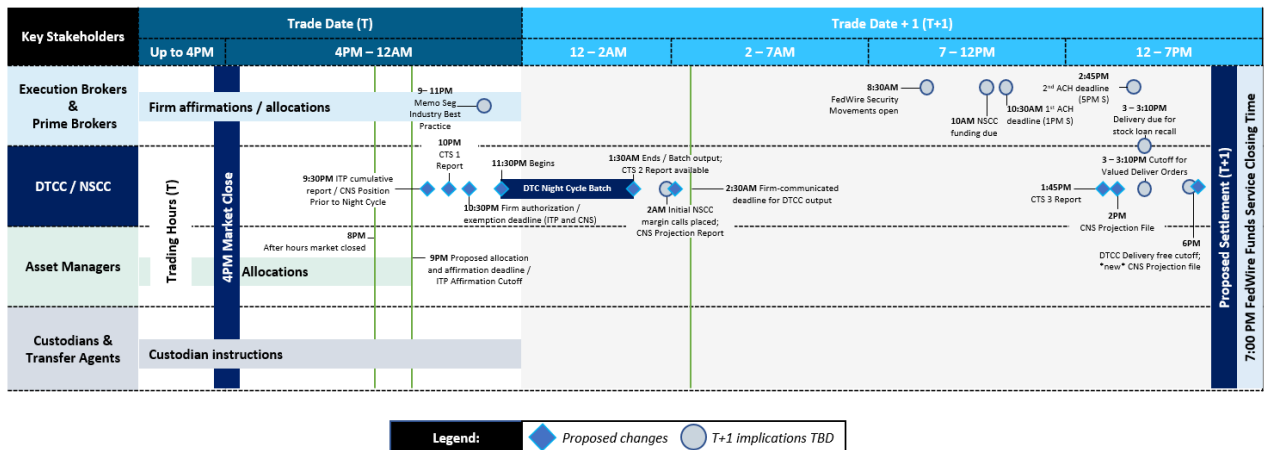 Key Stakeholders
Trade Date (T)
Trade Date + 1 (T+1)
Up to 4PM
4PM – 12AM
12 – 2AM
2 – 7AM
7 – 12PM
12 – 7PM
Execution Brokers
&
Prime Brokers
Firm affirmations / allocations
9– 11PM
Memo Seg
Industry Best
Practice
8:30AM
FedWire Security
Movements open
10AM NSCC
funding due
10:30AM 1st ACH
deadline (1PM S)
2:45PM
2nd ACH deadline
(5PM S)
3 – 3:10PM
Delivery due for
stock loan recall
DTCC / NSCC
9:30PM ITP cumulative
report / CNS Position
Prior to Night Cycle
10PM
CTS 1
Report
10:30PM Firm authorization /
exemption deadline (ITP and CNS)
11:30PM Begins
DTC Night Cycle Batch
1:30AM Ends / Batch output;
CTS 2 Report available
2AM Initial NSCC
margin calls placed;
CNS Projection Report
2:30AM Firm-communicated
deadline for DTCC output
1:45PM
CTS 3 Report
2PM
CNS Projection File
3 – 3:10PM Cutoff for
Valued Deliver Orders
6PM
DTCC Delivery free cutoff;
*new* CNS Projection file
Asset Managers
8PM
After hours market closed
Allocations
9PM Proposed allocation
and affirmation deadline /
ITP Affirmation Cutoff
Custodians &
Transfer Agents
Custodian instructions
Trading Hours (T)
4PM Market Close
Proposed Settlement (T+1)
7:00 PM FedWire Funds Service Closing Time
Legend:
Proposed changes
T+1 implications TBD